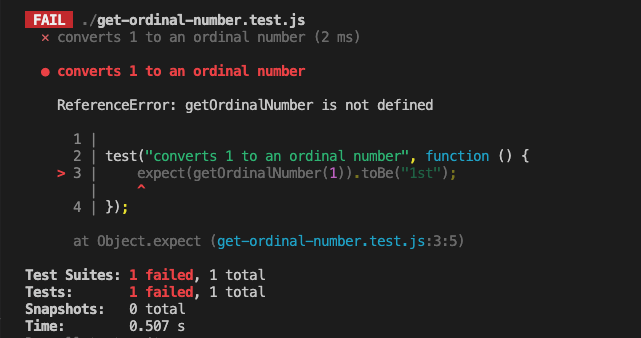 FAIL ./get-ordinal-number.test.js
× converts 1 to an ordinal number (2 ms)
● converts 1 to an ordinal number
ReferenceError: getOrdinalNumber is not defined
1 |
2 | test("converts 1 to an ordinal number", function () {
> 3 |     expect(getOrdinalNumber(1)).toBe("1st");
|     ^
4 | });
at Object.expect (get-ordinal-number.test.js:3:5)
Test Suites: 1 failed, 1 total
Tests:       1 failed, 1 total
Snapshots:   0 total
Time:        0.507 s